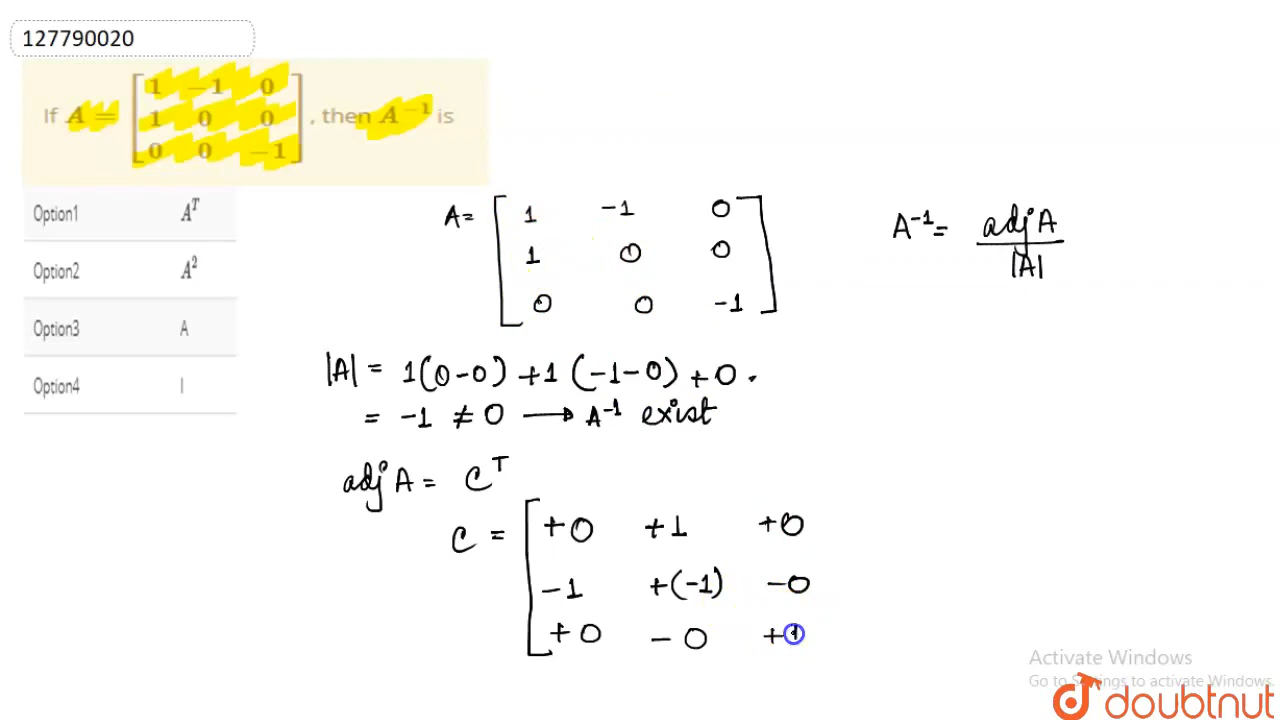 127790020
If A = [1 −1 0
1 0 0
0 0 −1], then A⁻¹ is
Option1 Aᵀ
Option2 A²
Option3 A
Option4 I
A= [1 -1 0
1 0 0
0 0 -1]
A⁻¹= adj A
|A|
|A| = 1(0-0) +1(-1-0) +0.
= -1 ≠ 0 → A⁻¹ exist
adj A = Cᵀ
C = [+0 +1 +0
-1 +(-1) -0
+0 -0 +1
Activate Windows
Go to Settings to activate Windows.
doubtnut